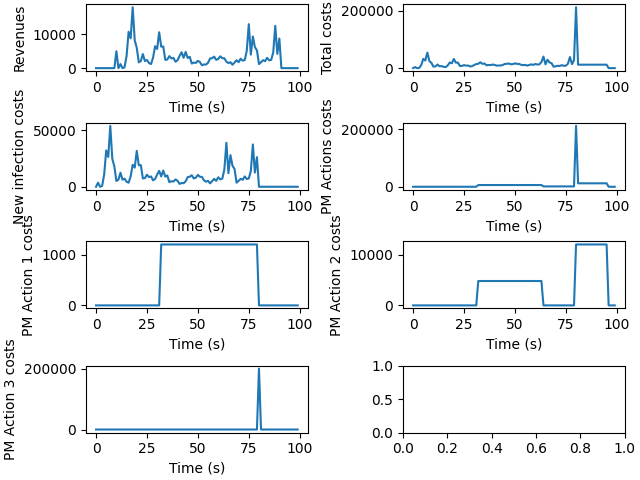 Revenues
10000
0
0 25 50 75 100
Time (s)
Total costs
200000
0
0 25 50 75 100
Time (s)
New infection costs
50000
0
0 25 50 75 100
Time (s)
PM Actions costs
200000
0
0 25 50 75 100
Time (s)
PM Action 1 costs
1000
0
0 25 50 75 100
Time (s)
PM Action 2 costs
10000
0
0 25 50 75 100
Time (s)
PM Action 3 costs
200000
0
0 25 50 75 100
Time (s)
1.0
0.5
0.0
0.0 0.2 0.4 0.6 0.8 1.0